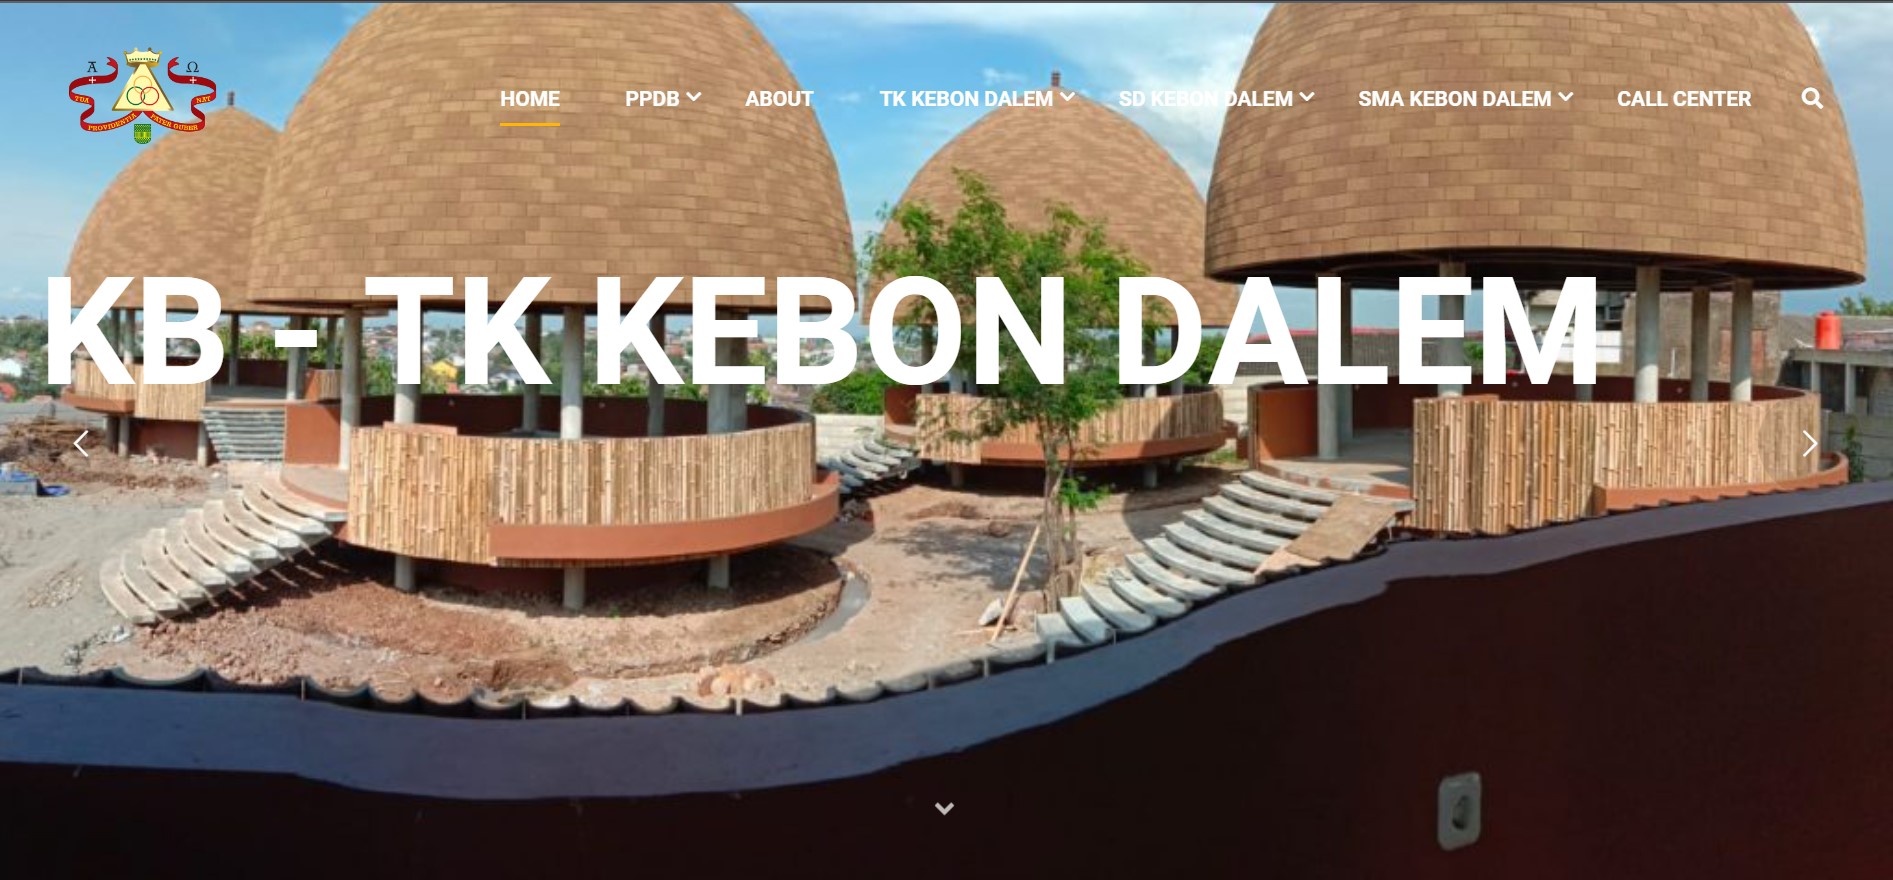 Α Ω
TUA PROVIDENTIA PATER GUBER NAT
HOME PPDB ABOUT TK KEBON DALEM SD KEBON DALEM SMA KEBON DALEM CALL CENTER
KB - TK KEBON DALEM